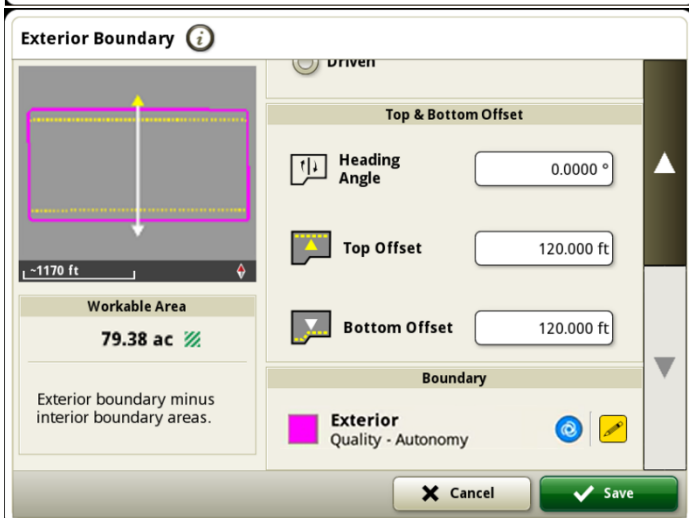 Exterior Boundary
Driven
Top & Bottom Offset
Heading
Angle
0.0000 °
Top Offset
120.000 ft
Bottom Offset
120.000 ft
~1170 ft
Workable Area
79.38 ac
Exterior boundary minus
interior boundary areas.
Boundary
Exterior
Quality - Autonomy
Cancel
Save